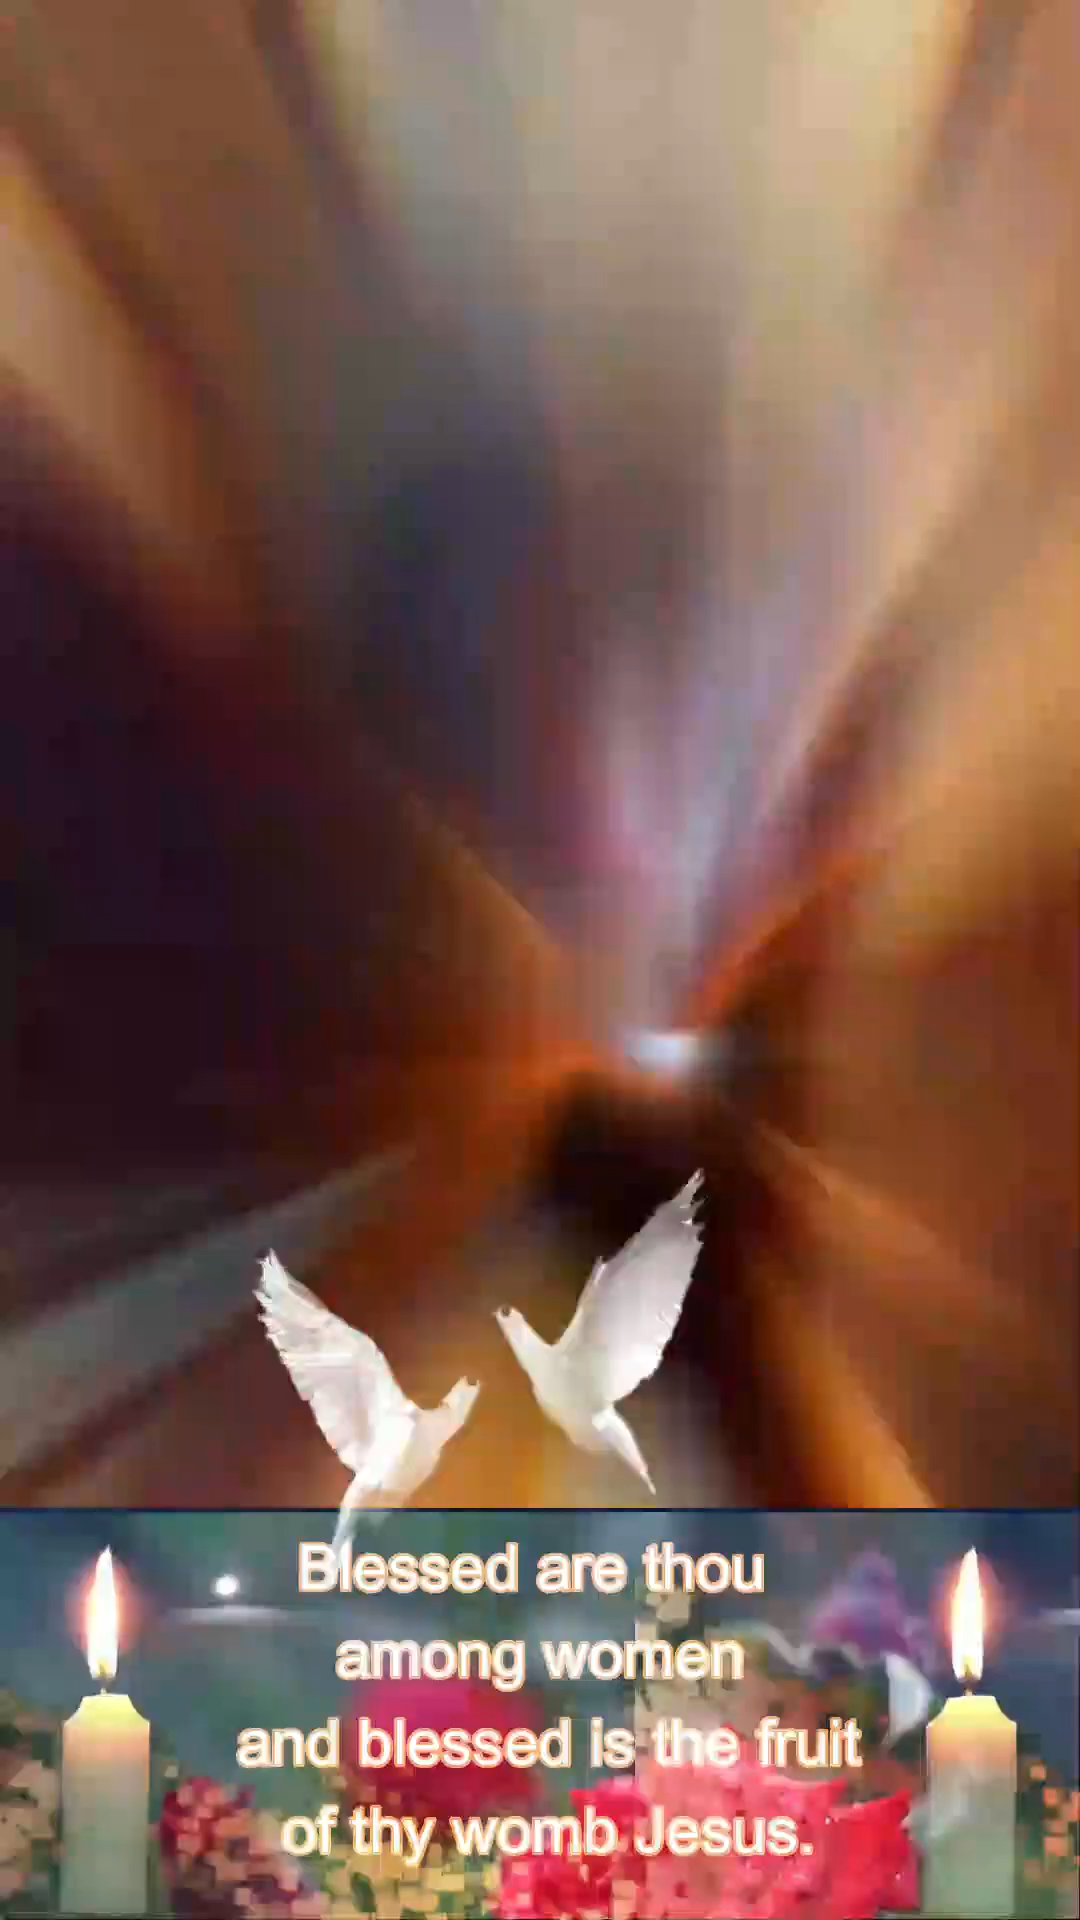 Blessed are thou
among women
and blessed is the fruit
of thy womb Jesus.